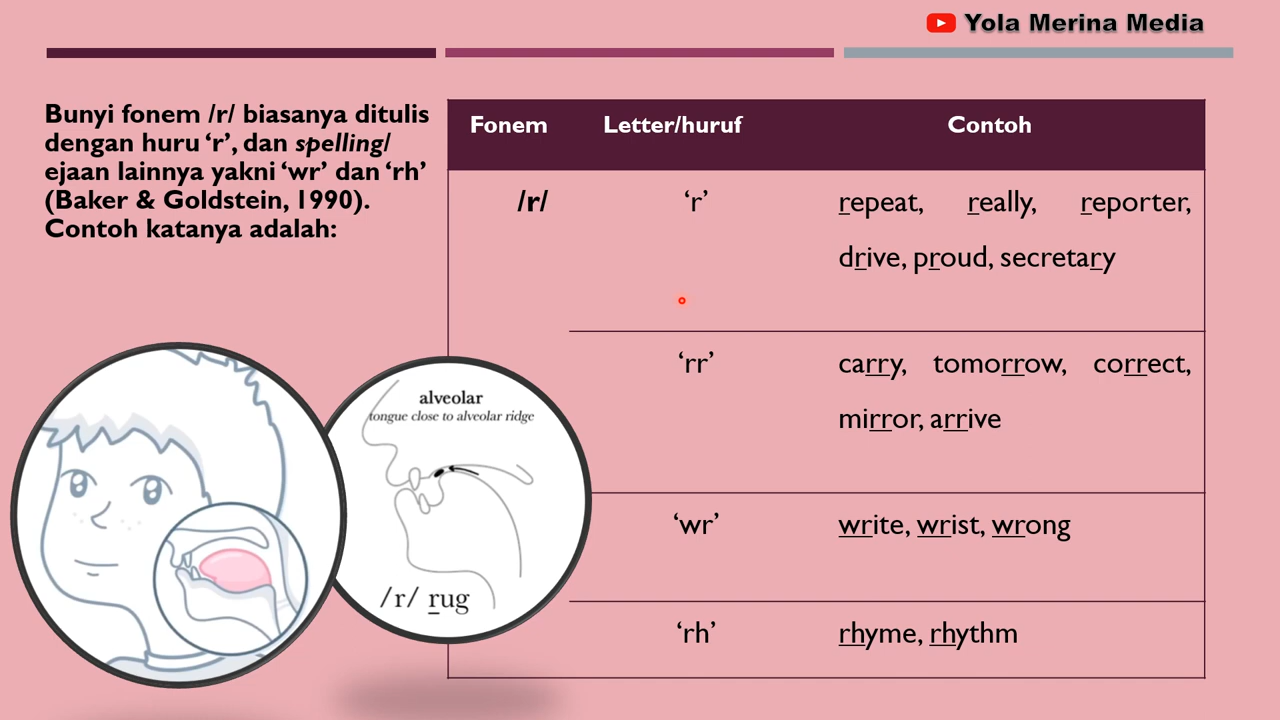 Yola Merina Media
Bunyi fonem /r/ biasanya ditulis
dengan huru ‘r’, dan spelling/
ejaan lainnya yakni ‘wr’ dan ‘rh’
(Baker & Goldstein, 1990).
Contoh katanya adalah:
Fonem Letter/huruf Contoh
/r/ ‘r’ repeat, really, reporter,
drive, proud, secretary
‘rr’ carry, tomorrow, correct,
mirror, arrive
‘wr’ write, wrist, wrong
‘rh’ rhyme, rhythm
alveolar
tongue close to alveolar ridge
/r/ rug